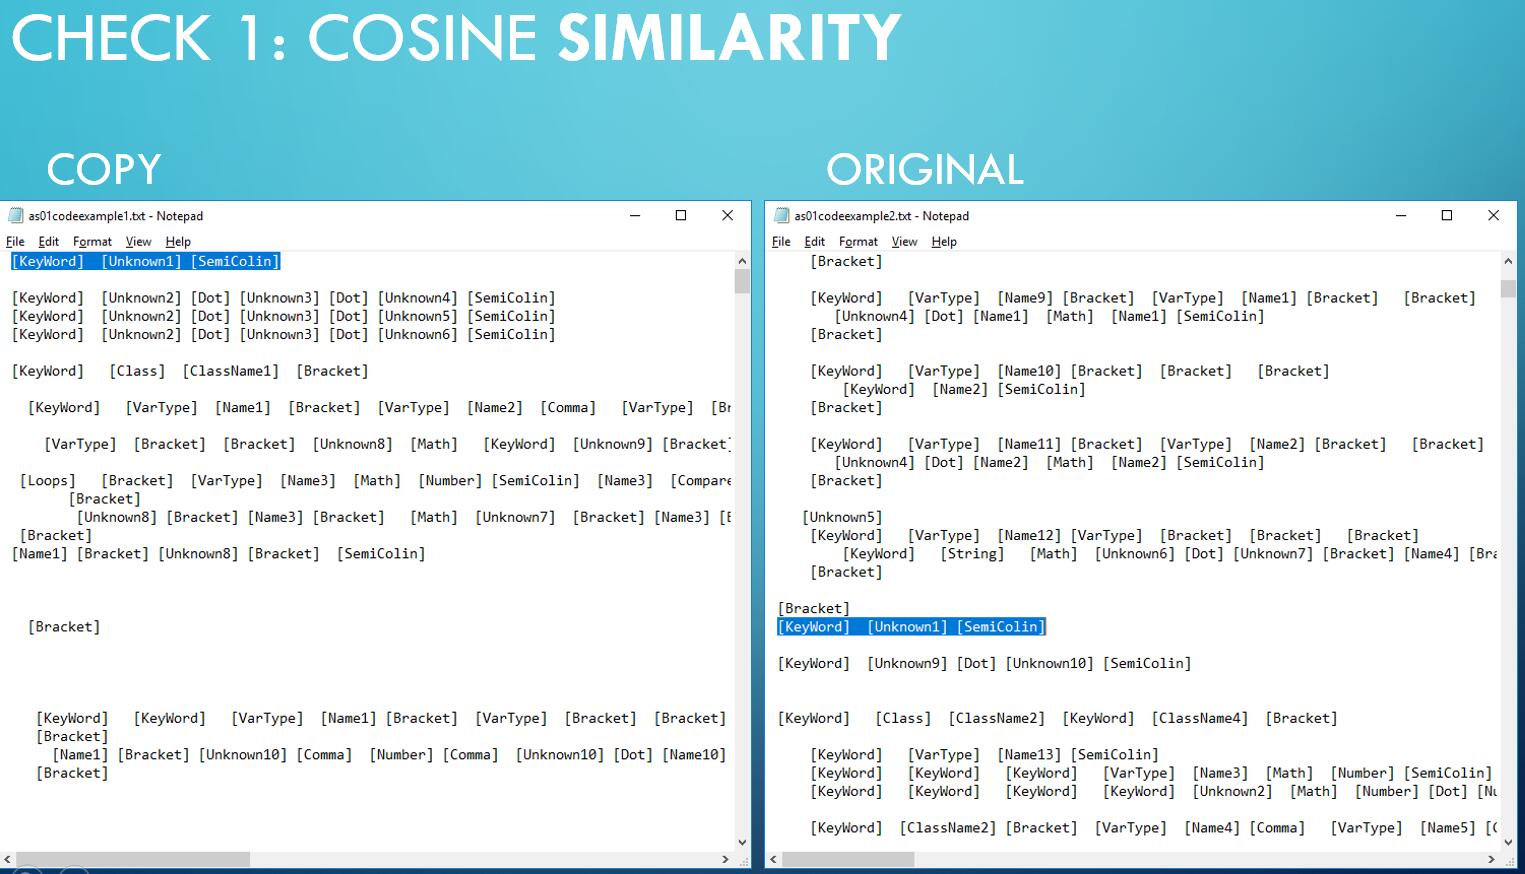 CHECK 1: COSINE SIMILARITY
COPY
as01codeexample1.txt - Notepad
File Edit Format View Help
[KeyWord] [Unknown1] [SemiColin]
[KeyWord] [Unknown2] [Dot] [Unknown3] [Dot] [Unknown4] [SemiColin]
[KeyWord] [Unknown2] [Dot] [Unknown3] [Dot] [Unknown5] [SemiColin]
[KeyWord] [Unknown2] [Dot] [Unknown3] [Dot] [Unknown6] [SemiColin]
[KeyWord] [Class] [ClassName1] [Bracket]
[KeyWord] [VarType] [Name1] [Bracket] [VarType] [Name2] [Comma] [VarType]
[VarType] [Bracket] [Bracket] [Unknown8] [Math] [KeyWord] [Unknown9] [Bracket]
[Loops] [Bracket] [VarType] [Name3] [Math] [Number] [SemiColin] [Name3] [Compare
[Bracket]
[Unknown8] [Bracket] [Name3] [Bracket] [Math] [Unknown7] [Bracket] [Name3]
[Bracket]
[Name1] [Bracket] [Unknown8] [Bracket] [SemiColin]
[Bracket]
[KeyWord] [KeyWord] [VarType] [Name1] [Bracket] [VarType] [Bracket] [Bracket]
[Bracket]
[Name1] [Bracket] [Unknown10] [Comma] [Number] [Comma] [Unknown10] [Dot] [Name10]
[Bracket]
ORIGINAL
as01codeexample2.txt - Notepad
File Edit Format View Help
[Bracket]
[KeyWord] [VarType] [Name9] [Bracket] [VarType] [Name1] [Bracket] [Bracket]
[Unknown4] [Dot] [Name1] [Math] [Name1] [SemiColin]
[Bracket]
[KeyWord] [VarType] [Name10] [Bracket] [Bracket] [Bracket]
[KeyWord] [Name2] [SemiColin]
[Bracket]
[KeyWord] [VarType] [Name11] [Bracket] [VarType] [Name2] [Bracket] [Bracket]
[Unknown4] [Dot] [Name2] [Math] [Name2] [SemiColin]
[Bracket]
[Unknown5]
[KeyWord] [VarType] [Name12] [VarType] [Bracket] [Bracket] [Bracket]
[KeyWord] [String] [Math] [Unknown6] [Dot] [Unknown7] [Bracket] [Name4]
[Bracket]
[Bracket]
[KeyWord] [Unknown1] [SemiColin]
[KeyWord] [Unknown9] [Dot] [Unknown10] [SemiColin]
[KeyWord] [Class] [ClassName2] [KeyWord] [ClassName4] [Bracket]
[KeyWord] [VarType] [Name13] [SemiColin]
[KeyWord] [KeyWord] [KeyWord] [VarType] [Name3] [Math] [Number] [SemiColin]
[KeyWord] [KeyWord] [KeyWord] [KeyWord] [Unknown2] [Math] [Number] [Dot]
[KeyWord] [ClassName2] [Bracket] [VarType] [Name4] [Comma] [VarType] [Name5]